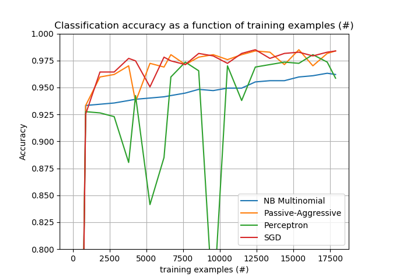 Classification accuracy as a function of training examples (#)
1.000
0.975
0.950
0.925
0.900
0.875
0.850
0.825
0.800
Accuracy
NB Multinomial
Passive-Aggressive
Perceptron
SGD
0 2500 5000 7500 10000 12500 15000 17500
training examples (#)